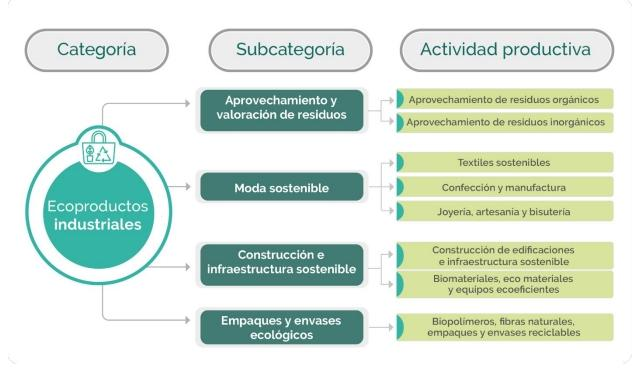 Categoría
Subcategoría
Actividad productiva
Ecoproductos
industriales
Aprovechamiento y
valoración de residuos
Aprovechamiento de residuos orgánicos
Aprovechamiento de residuos inorgánicos
Moda sostenible
Textiles sostenibles
Confección y manufactura
Joyería, artesanía y bisutería
Construcción e
infraestructura sostenible
Construcción de edificaciones
e infraestructura sostenible
Biomateriales, eco materiales
y equipos ecoeficientes
Empaques y envases
ecológicos
Biopolímeros, fibras naturales,
empaques y envases reciclables